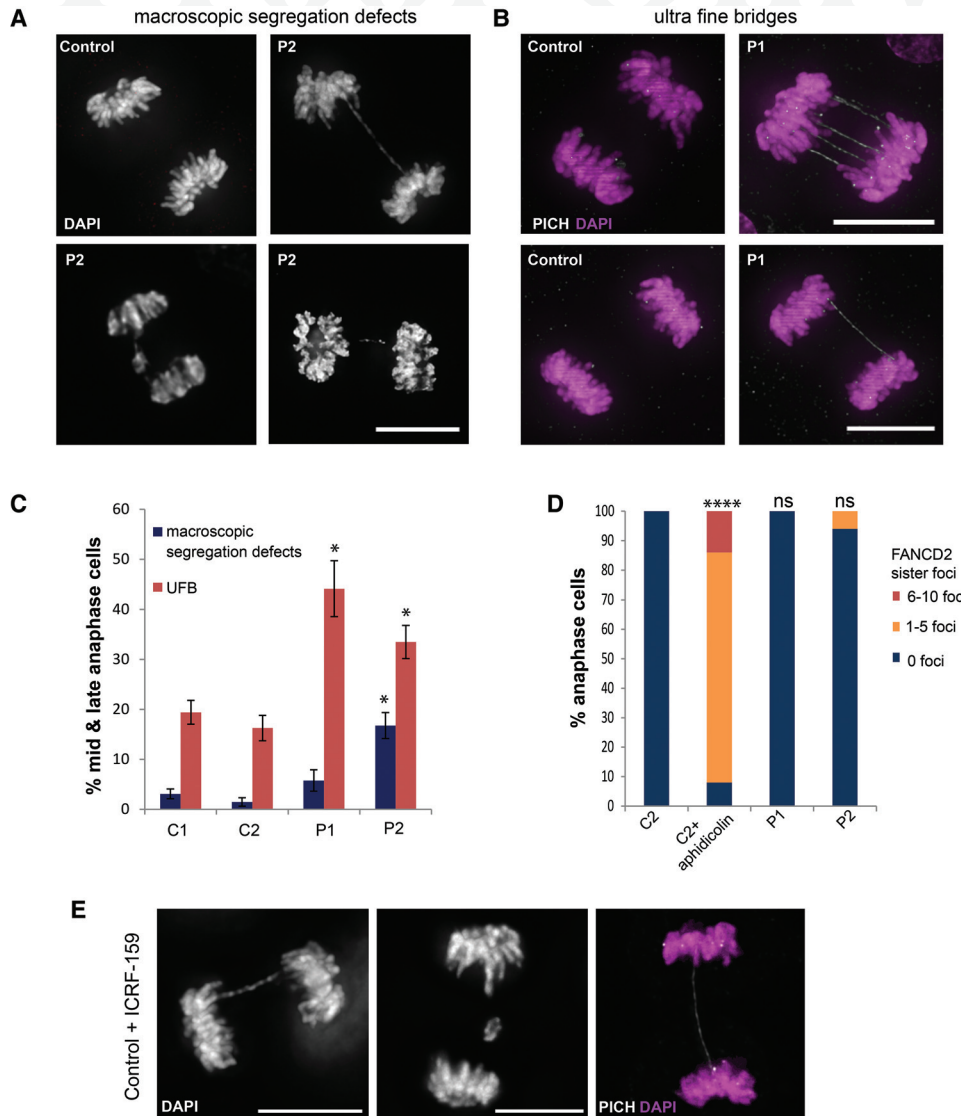 A
macroscopic segregation defects
Control
P2
DAPI
P2
P2
B
ultra fine bridges
Control
P1
PICH DAPI
Control
P1
C
60
50
40
30
20
10
0
% mid & late anaphase cells
macroscopic
segregation defects
UFB
*
*
*
C1
C2
P1
P2
D
100
90
80
70
60
50
40
30
20
10
0
% anaphase cells
****
ns
ns
C2
C2+
aphidicolin
P1
P2
FANCD2
sister foci
6-10 foc
1-5 foci
0 foci
E
Control + ICRF-159
DAPI
PICH DAPI